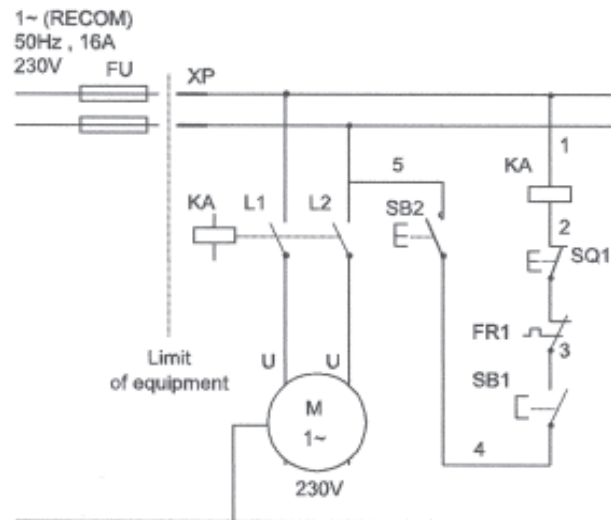 1~ (RECOM)
50Hz , 16A
230V
FU
XP
1
KA
5
KA
L1
L2
SB2
2
SQ1
FR1
3
Limit
of equipment
U
U
SB1
M
1~
4
230V